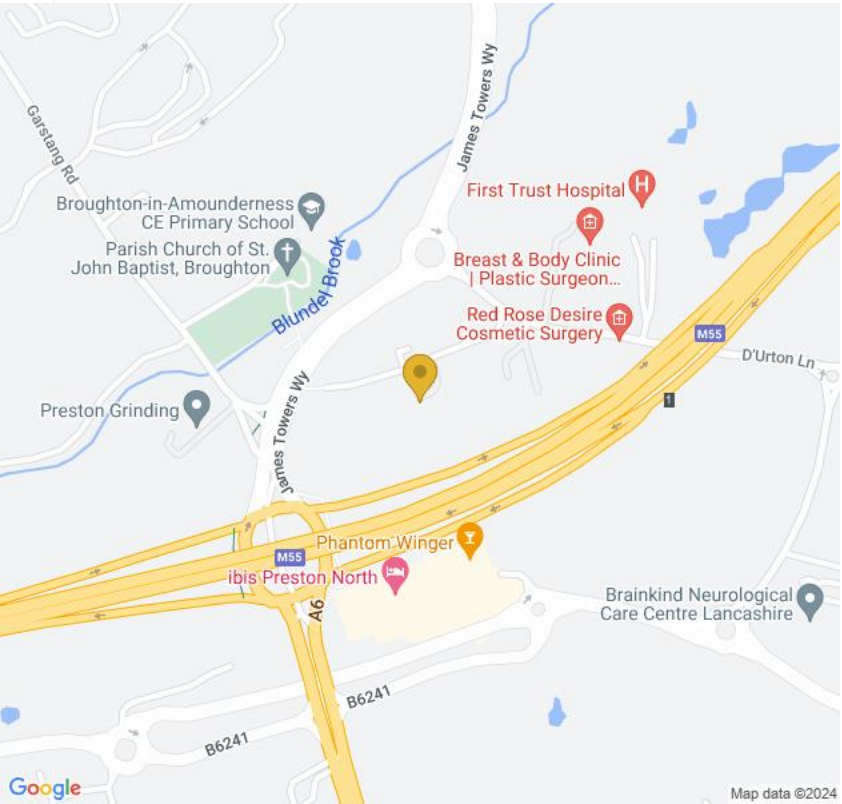 James Towers Wy
Garstang Rd
First Trust Hospital
H
Broughton-in-Amounderness
CE Primary School
Parish Church of St.
John Baptist, Broughton
Blundel Brook
Breast & Body Clinic
| Plastic Surgeon...
Red Rose Desire
Cosmetic Surgery
M55
D'Urton Ln
Preston Grinding
1
James Towers Wy
Phantom Winger
M55
ibis Preston North
A6
Brainkind Neurological
Care Centre Lancashire
B6241
B6241
Google
Map data ©2024